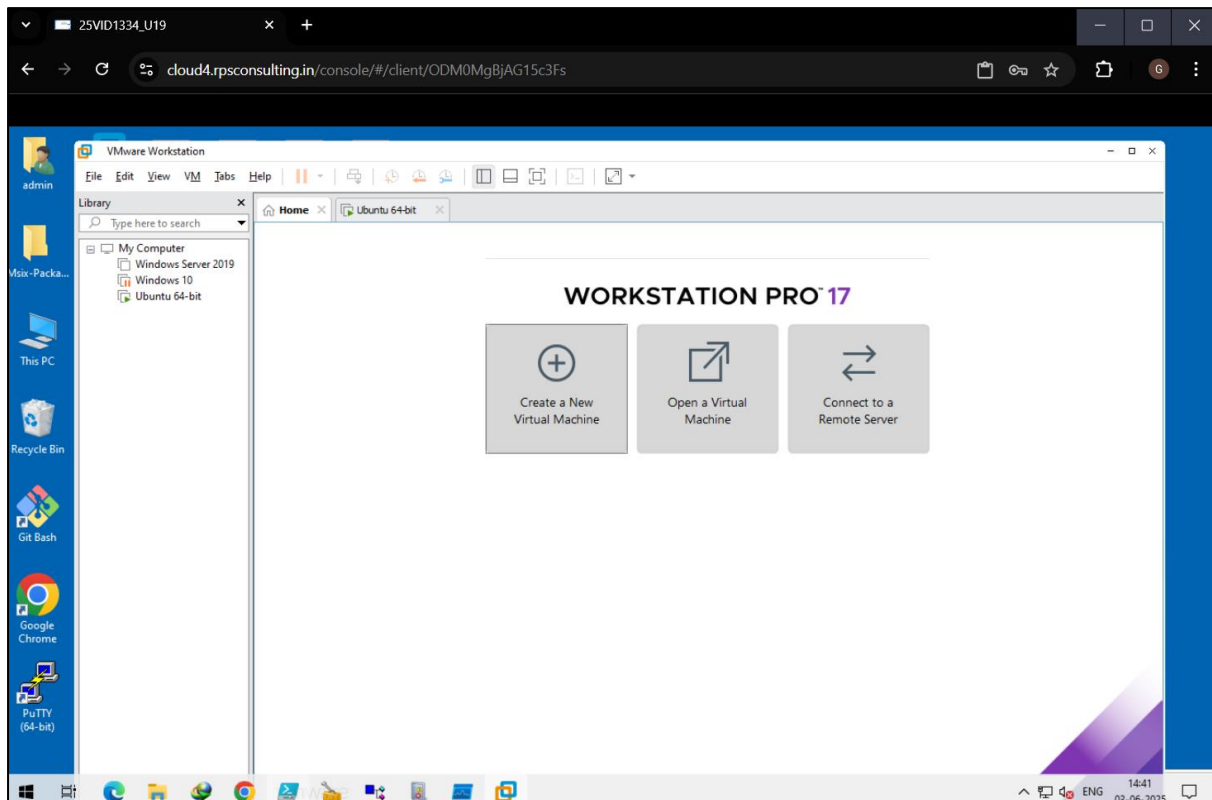 25VID1334_U19
cloud4.rpsconsulting.in/console/#/client/ODM0MgBjAG15c3Fs
G
admin
Msix-Packa...
This PC
Recycle Bin
Git Bash
Google
Chrome
PuTTY
(64-bit)
VMware Workstation
File Edit View VM Tabs Help
Library
Type here to search
My Computer
Windows Server 2019
Windows 10
Ubuntu 64-bit
Home
Ubuntu 64-bit
WORKSTATION PRO™ 17
Create a New
Virtual Machine
Open a Virtual
Machine
Connect to a
Remote Server
ENG
14:41